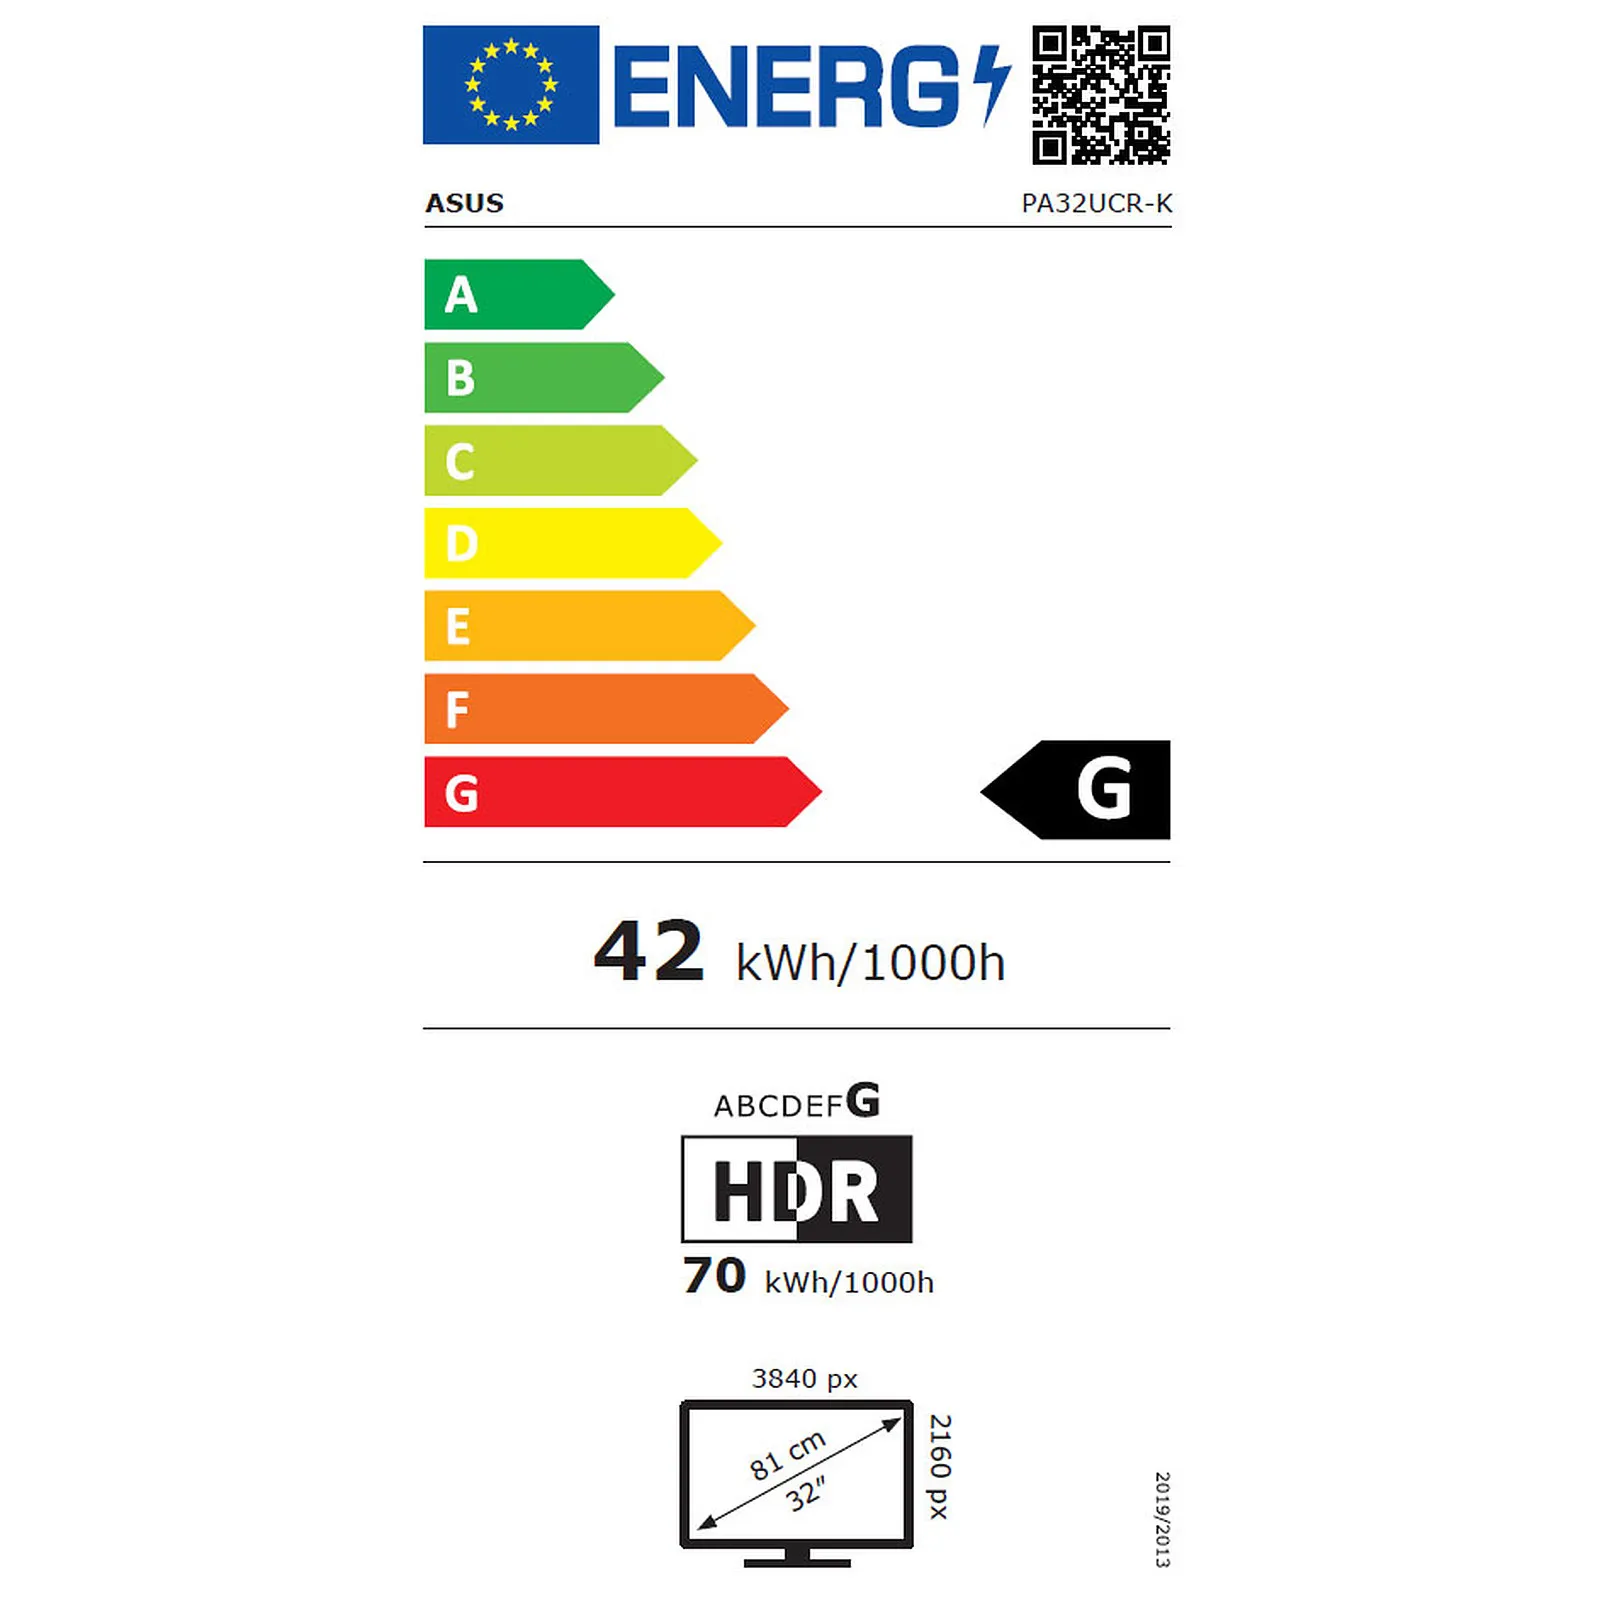 ENERG
ASUS
PA32UCR-K
A
B
C
D
E
F
G
G
42 kWh/1000h
ABCDEFG
HDR
70 kWh/1000h
3840 px
81 cm
32"
2160 px
2019/2013